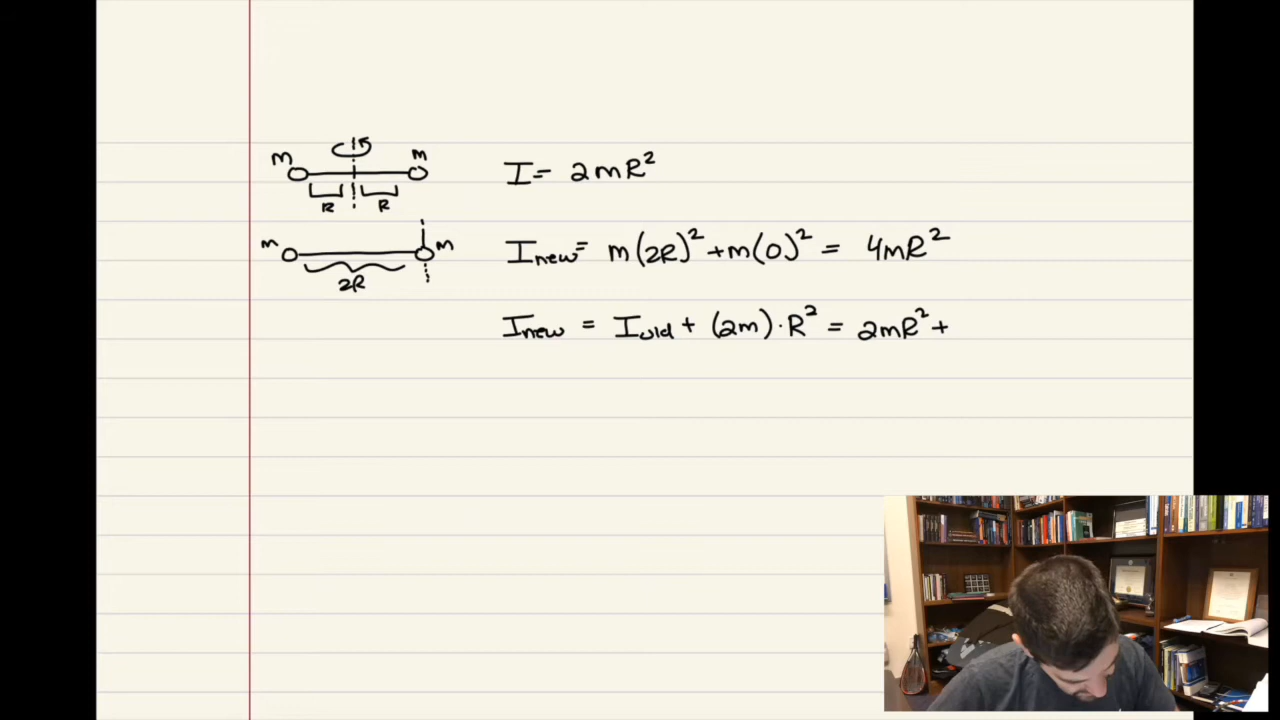 m m I = 2mR²
R R
m m I_new = m(2R)² + m(0)² = 4mR²
2R
I_new = I_old + (2m) · R² = 2mR² +